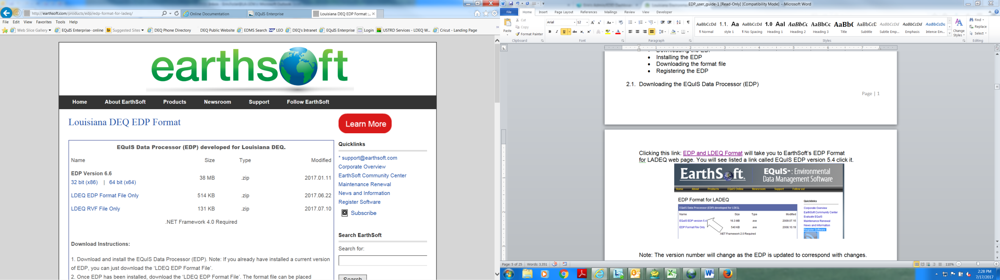 http://earthsoft.com/products/edp/edp-format-for-ladeq/
Online Documentation
EQuIS Enterprise
Louisiana DEQ EDP Format :...
File Edit View Favorites Tools Help
Web Slice Gallery
EQuIS Enterprise- online
Suggested Sites
DEQ Phone Directory
DEQ Public Website
EDMS Search
LEO
DEQ's Intranet
EQuIS Enterprise
Login
USTRD Services - LDEQ W...
Cricut - Landing Page
earthsoft
Home About EarthSoft Products Newsroom Support Follow EarthSoft
Louisiana DEQ EDP Format
EQuIS Data Processor (EDP) developed for Louisiana DEQ.
Name Size Type Modified
EDP Version 6.6
32 bit (x86) | 64 bit (x64) 38 MB .zip 2017.01.11
LDEQ EDP Format File Only 514 KB .zip 2017.06.22
LDEQ RVF File Only 131 KB .zip 2017.07.10
.NET Framework 4.0 Required
Download Instructions:
1. Download and install the EQuIS Data Processor (EDP). Note: If you already have installed a current version
of EDP, you can just download the ‘LDEQ EDP Format File’.
2. Once EDP has been installed, download the ‘LDEQ EDP Format File’. The format file can be placed
Learn More
Quicklinks
* support@earthsoft.com
Corporate Overview
EarthSoft Community Center
Maintenance Renewal
News and Information
Register Software
Subscribe
Search EarthSoft
Search for:
Search
EDP_user_guide-1 [Read-Only] [Compatibility Mode] - Microsoft Word
File Home Insert Page Layout References Mailings Review View Developer
Paste
Cut
Copy
Format Painter
Clipboard
Arial 12
Font
Paragraph
AaBbCcDd 1.1. Aa AaBbCcDd 1.0 AaI AaBbCc AaBbCc AaBb( AaBbCcD AaBbCcDd AaBbCcDd AaBbCcDc
¶ Normal style 1 ¶ No Spacing Heading 1 Heading 2 Heading 3 Title Subtitle Subtle Emp... Emphasis Intense Em...
Styles
Change
Styles
Find
Replace
Select
Editing
Downloading the EDP
• Installing the EDP
• Downloading the format file
• Registering the EDP
2.1. Downloading the EQuIS Data Processor (EDP)
Page | 1
Clicking this link: EDP and LDEQ Format will take you to EarthSoft’s EDP Format
for LADEQ web page. You will see listed a link called EQuIS EDP version 5.4 click it.
EarthSoft.
EQuIS™: Environmental
Data Management Software
Home About Products EQuIS Online Newsroom Support Follow us!
EDP Format for LADEQ
EQuIS Data Processor (EDP) developed for LDEQ.
Name Size Type Modified
EQuIS EDP version 5.4 16.3 MB .exe 2009.07.15
EDP Format File Only 540 KB .exe 2008.10.19
.NET Framework 2.0 Required
Quicklinks
Corporate Overview
EarthSoft Community Center
Evaluate EQuIS
Maintenance Renewal
News and Information
Register Software
Note: The version number will change as the EDP is updated to correspond with changes.
Page: 5 of 25 Words: 3,351
110%
2:28 PM
7/17/2017